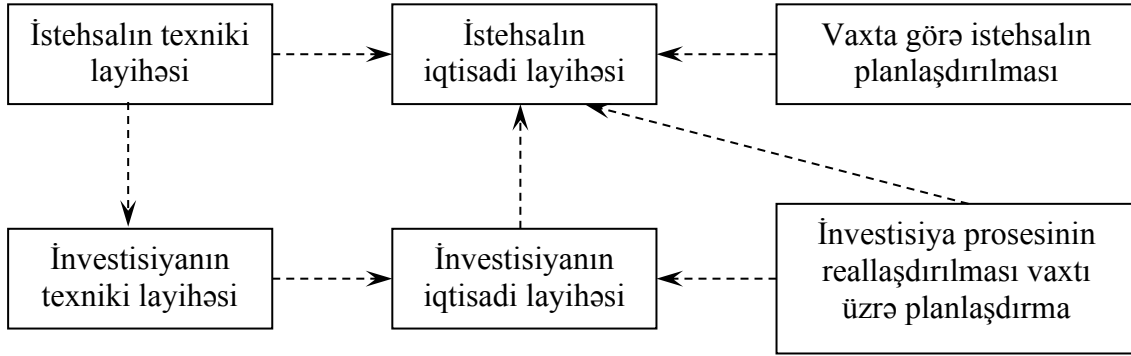 İstehsalın texniki
layihəsi
İstehsalın
iqtisadi layihəsi
Vaxta görə istehsalın
planlaşdırılması
İnvestisiyanın
texniki layihəsi
İnvestisiyanın
iqtisadi layihəsi
İnvestisiya prosesinin
reallaşdırılması vaxtı
üzrə planlaşdırma